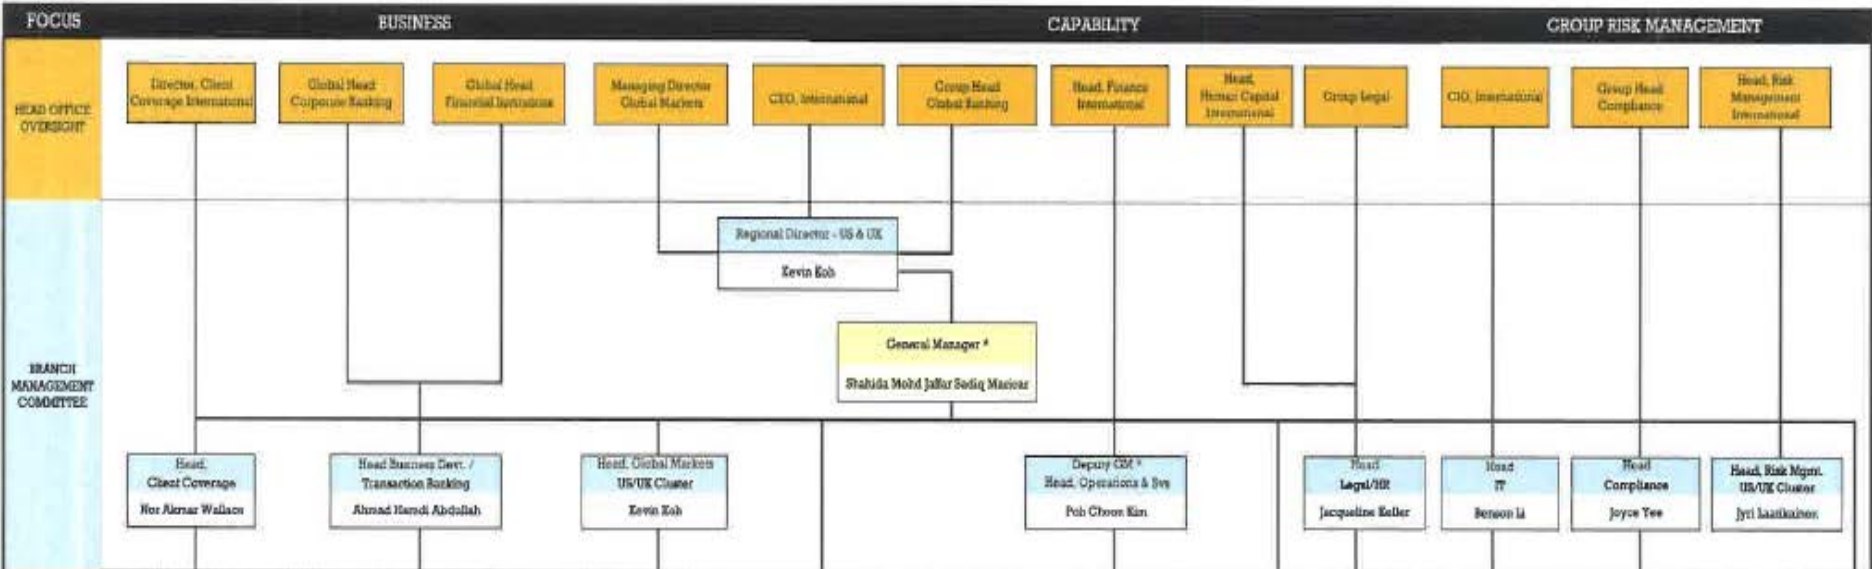 FOCUS
BUSINESS
CAPABILITY
GROUP RISK MANAGEMENT
HEAD OFFICE
OVERSIGHT
Director, Client
Coverage International
Global Head
Corporate Banking
Global Head
Financial Institutions
Managing Director
Global Markets
CEO, International
Group Head
Global Banking
Head, Finance
International
Head,
Human Capital
International
Group Legal
CIO, International
Group Head
Compliance
Head, Risk
Management
International
Regional Director - US & UK
Kevin Koh
General Manager *
Shahida Mohd Jaffar Sadiq Maricar
BRANCH
MANAGEMENT
COMMITTEE
Head,
Client Coverage
Nor Akmar Wallace
Head Business Devt. /
Transaction Banking
Ahmad Hamdi Abdullah
Head, Global Markets
US/UK Cluster
Kevin Koh
Deputy GM *
Head, Operations & Svs
Poh Choon Kim
Head
Legal/HR
Jacqueline Keller
Head
IT
Benson Li
Head
Compliance
Joyce Yee
Head, Risk Mgmt.
US/UK Cluster
Jyri Laatikainen